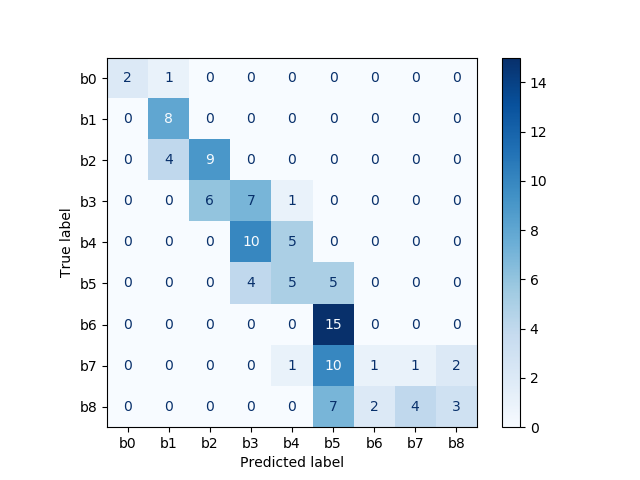 b0 2 1 0 0 0 0 0 0 0
b1 0 8 0 0 0 0 0 0 0
b2 0 4 9 0 0 0 0 0 0
b3 0 0 6 7 1 0 0 0 0
b4 0 0 0 10 5 0 0 0 0
b5 0 0 0 4 5 5 0 0 0
b6 0 0 0 0 0 15 0 0 0
b7 0 0 0 0 1 10 1 1 2
b8 0 0 0 0 0 7 2 4 3
b0 b1 b2 b3 b4 b5 b6 b7 b8
Predicted label
True label
14
12
10
8
6
4
2
0